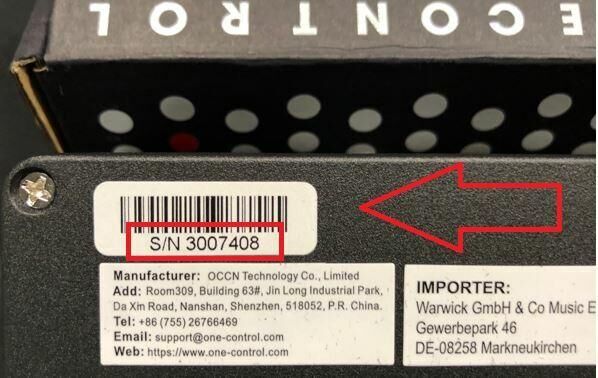 ECONTROL
S/N 3007408
Manufacturer: OCCN Technology Co., Limited
Add: Room309, Building 63#, Jin Long Industrial Park,
Da Xin Road, Nanshan, Shenzhen, 518052, P.R. China.
Tel: +86 (755) 26766469
Email: support@one-control.com
Web: https://www.one-control.com
IMPORTER:
Warwick GmbH & Co Music E
Gewerbepark 46
DE-08258 Markneukirchen